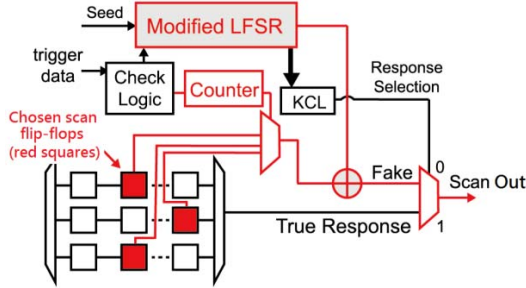 Seed
Modified LFSR
trigger
data
Check
Logic
Counter
KCL
Response
Selection
Chosen scan
flip-flops
(red squares)
Fake
0
Scan Out
True Response
1